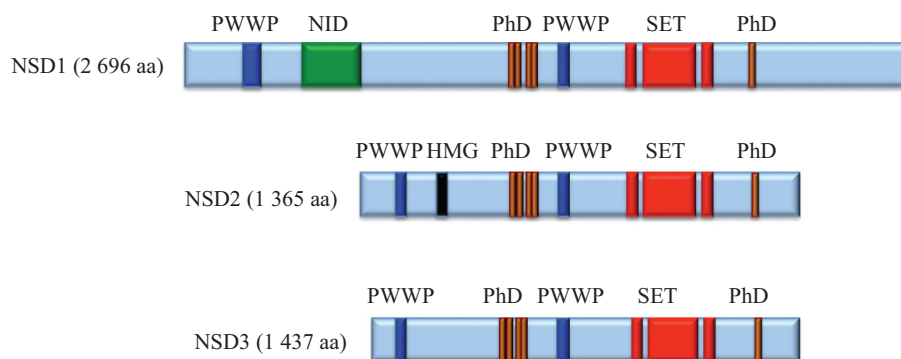 PWWP NID PhD PWWP SET PhD
NSD1 (2 696 aa)
PWWP HMG PhD PWWP SET PhD
NSD2 (1 365 aa)
PWWP PhD PWWP SET PhD
NSD3 (1 437 aa)